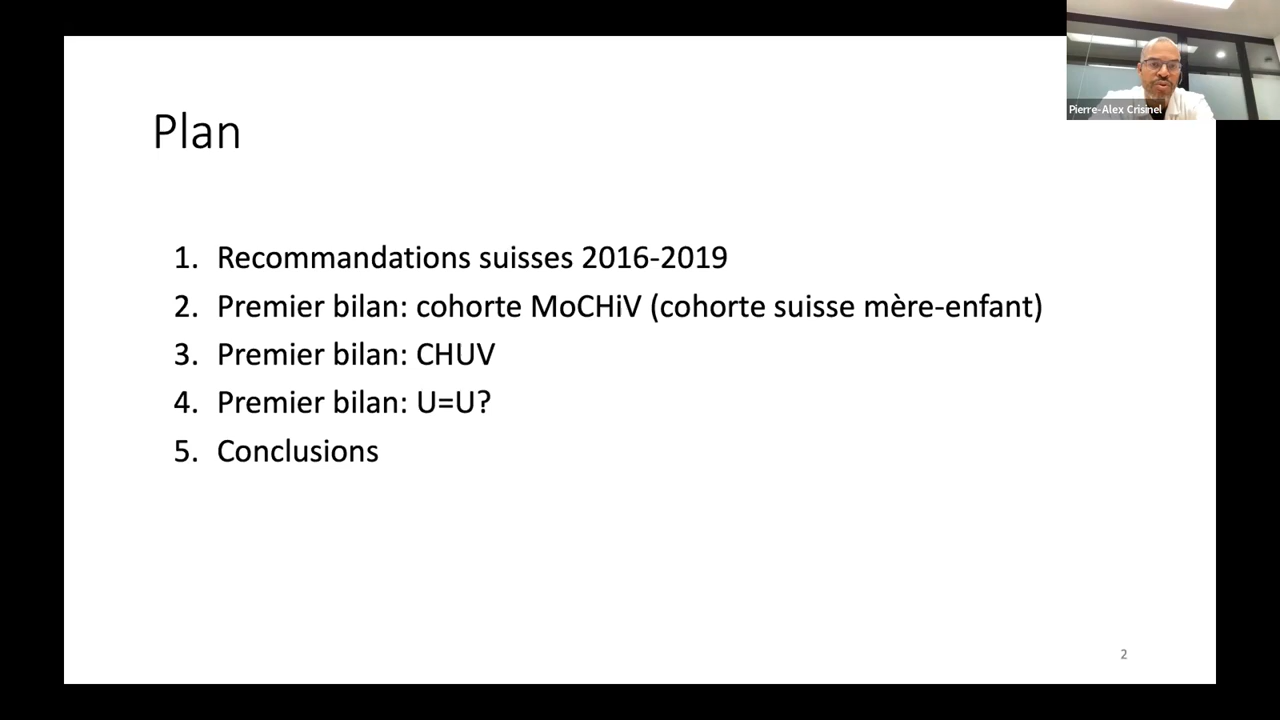 Plan
1. Recommandations suisses 2016-2019
2. Premier bilan: cohorte MoCHiV (cohorte suisse mère-enfant)
3. Premier bilan: CHUV
4. Premier bilan: U=U?
5. Conclusions
2
Pierre-Alex Crisinel